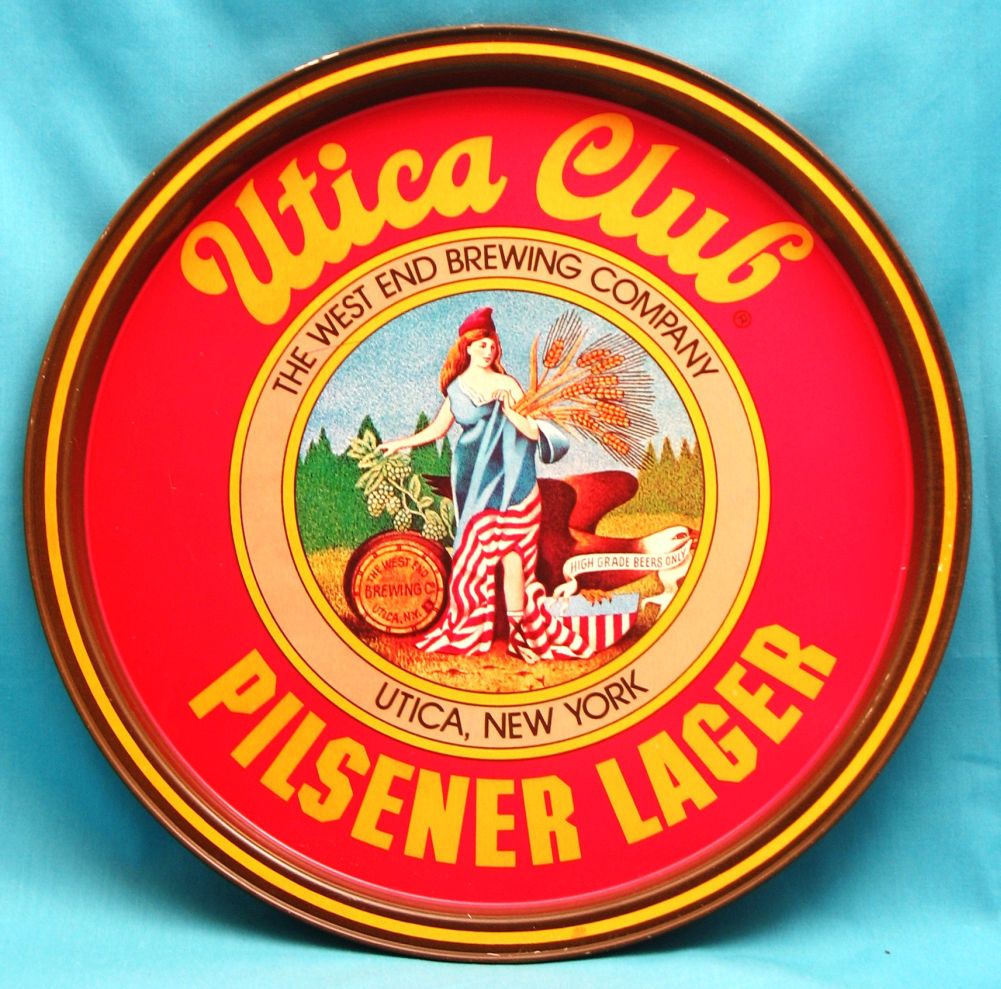 Utica Club
®
THE WEST END BREWING COMPANY
HIGH GRADE BEERS ONLY
THE WEST END
BREWING CO
UTICA, N.Y.
UTICA, NEW YORK
PILSENER LAGER